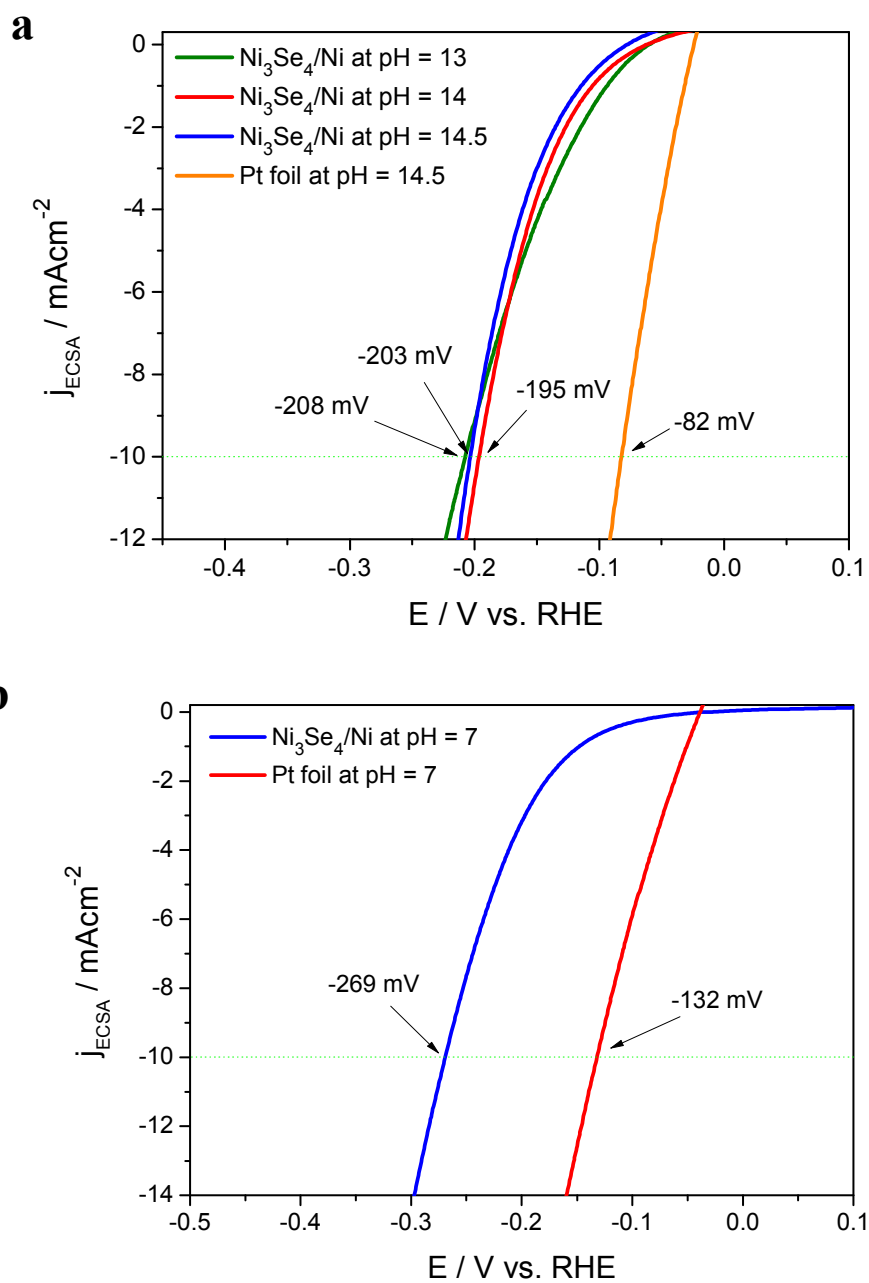 a
0
-2
-4
-6
-8
-10
-12
j_ECSA / mAcm⁻²
Ni₃Se₄/Ni at pH = 13
Ni₃Se₄/Ni at pH = 14
Ni₃Se₄/Ni at pH = 14.5
Pt foil at pH = 14.5
-203 mV
-208 mV
-195 mV
-82 mV
-0.4 -0.3 -0.2 -0.1 0.0 0.1
E / V vs. RHE
0
-2
-4
-6
-8
-10
-12
-14
j_ECSA / mAcm⁻²
Ni₃Se₄/Ni at pH = 7
Pt foil at pH = 7
-269 mV
-132 mV
-0.5 -0.4 -0.3 -0.2 -0.1 0.0 0.1
E / V vs. RHE